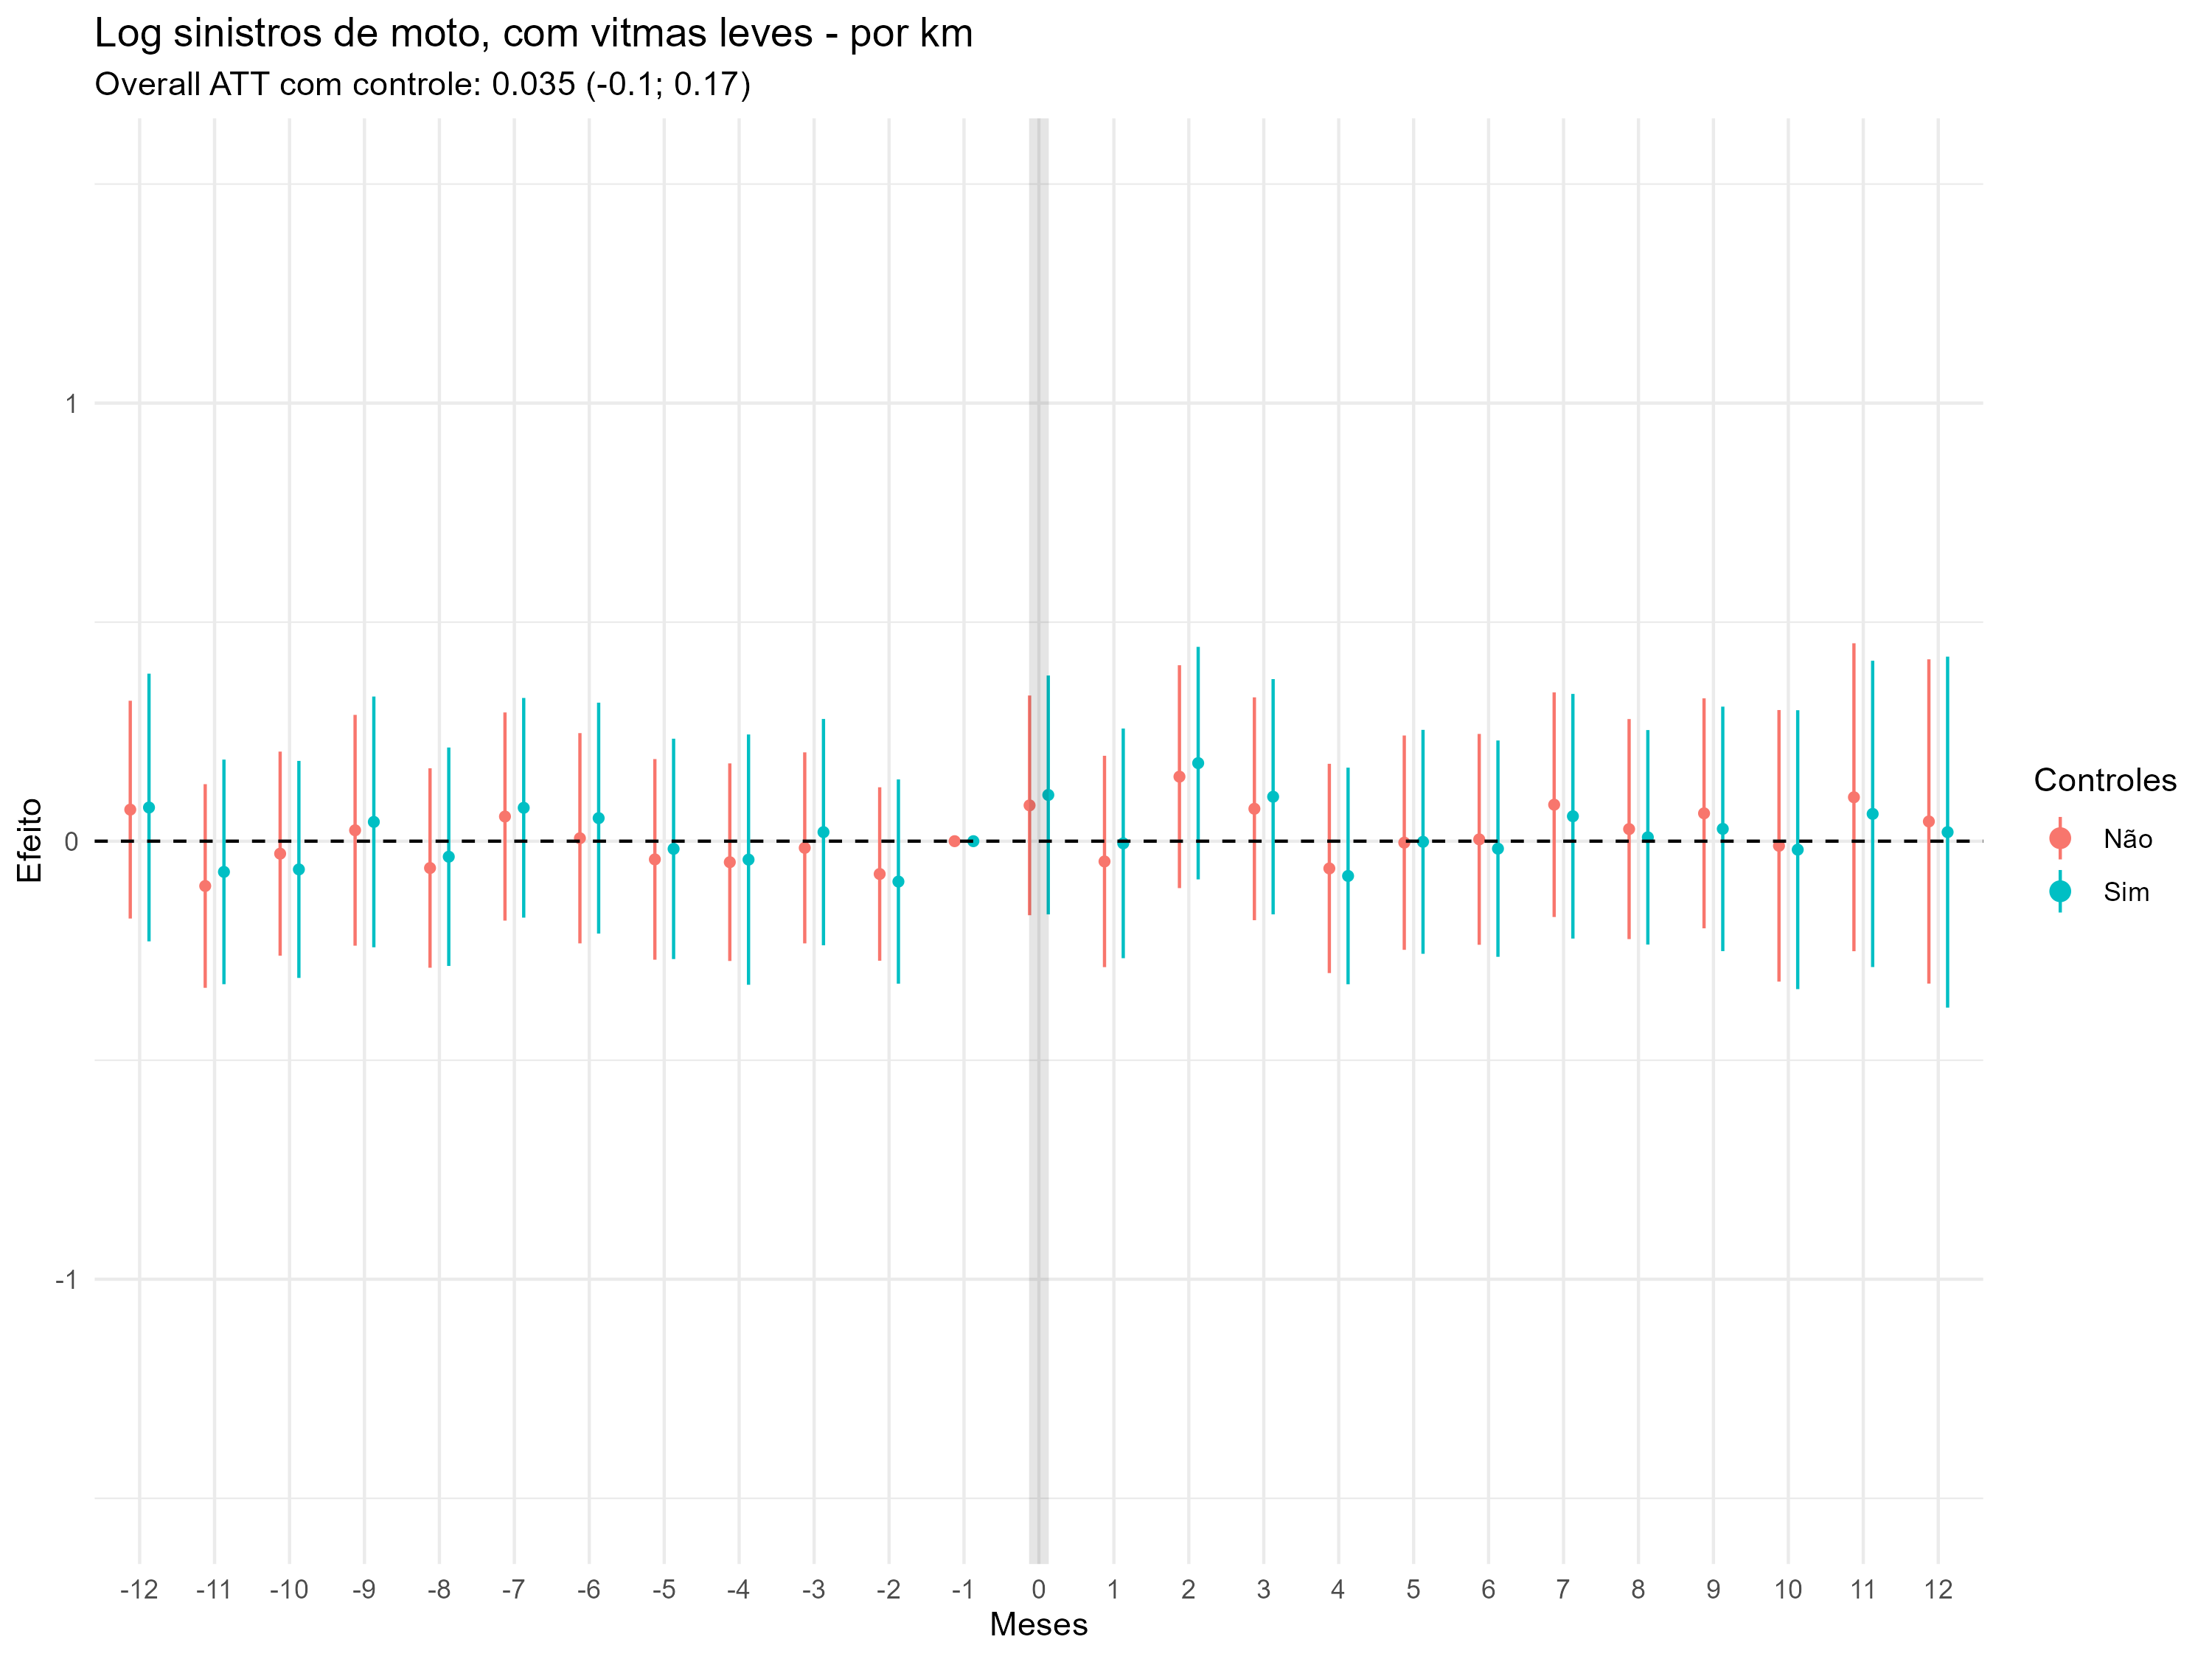 Log sinistros de moto, com vitmas leves - por km
Overall ATT com controle: 0.035 (-0.1; 0.17)
Efeito
1
0
-1
-12 -11 -10 -9 -8 -7 -6 -5 -4 -3 -2 -1 0 1 2 3 4 5 6 7 8 9 10 11 12
Meses
Controles
Não
Sim